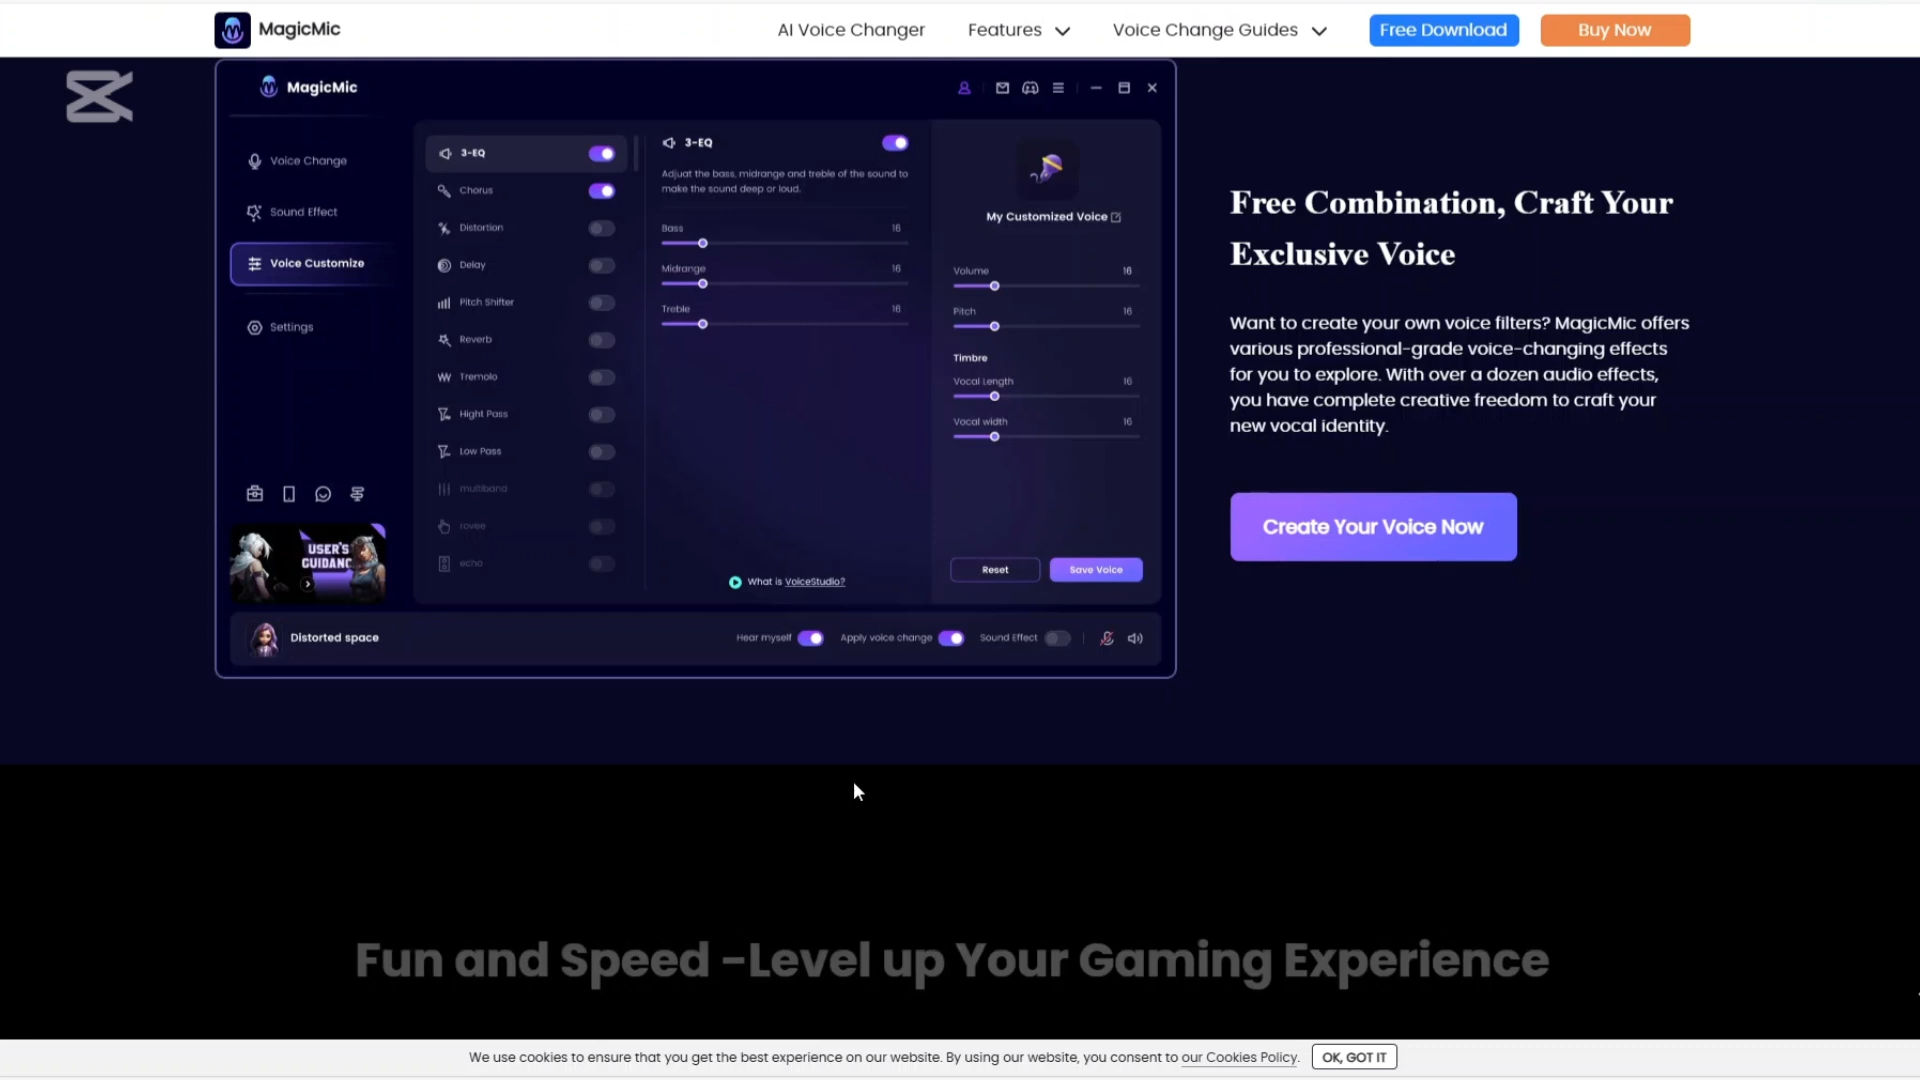 MagicMic
AI Voice Changer
Features
Voice Change Guides
Free Download
Buy Now
MagicMic
Voice Change
Sound Effect
Voice Customize
Settings
USER'S
GUIDANC
Distorted space
3-EQ
Chorus
Distortion
Delay
Pitch Shifter
Reverb
Tremolo
Hight Pass
Low Pass
multiband
rovee
echo
3-EQ
Adjuat the bass, midrange and treble of the sound to
make the sound deep or loud.
Bass 16
Midrange 16
Treble 16
What is VoiceStudio?
My Customized Voice
Volume 16
Pitch 16
Timbre
Vocal Length 16
Vocal width 16
Reset
Save Voice
Hear myself
Apply voice change
Sound Effect
Free Combination, Craft Your
Exclusive Voice
Want to create your own voice filters? MagicMic offers
various professional-grade voice-changing effects
for you to explore. With over a dozen audio effects,
you have complete creative freedom to craft your
new vocal identity.
Create Your Voice Now
Fun and Speed -Level up Your Gaming Experience
We use cookies to ensure that you get the best experience on our website. By using our website, you consent to our Cookies Policy.
OK, GOT IT